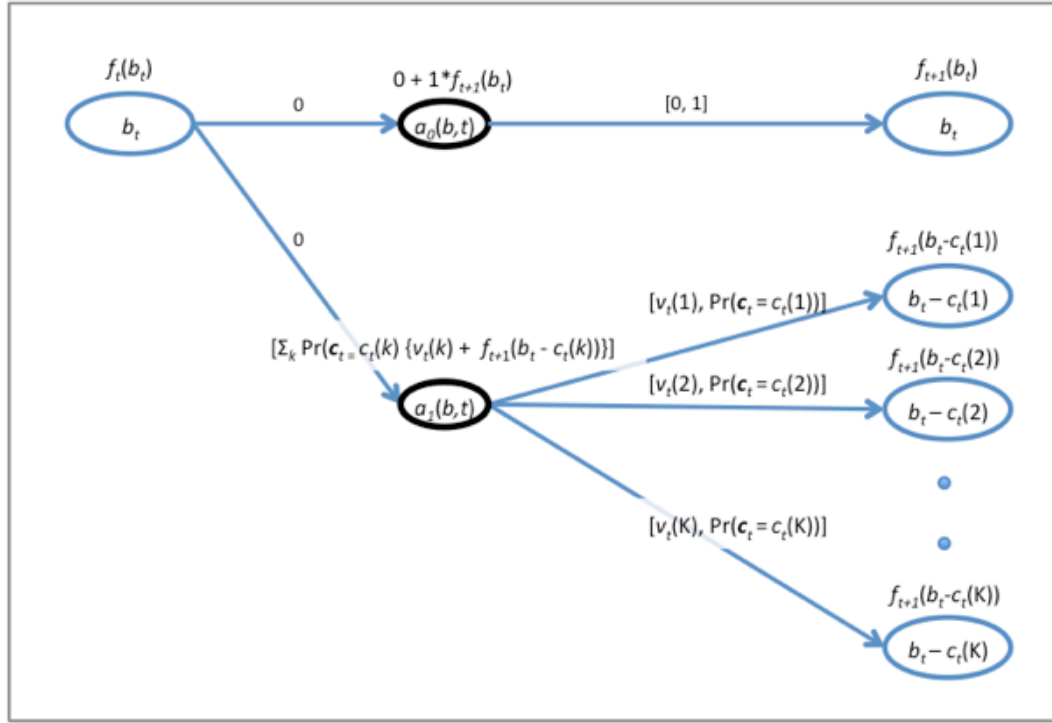 f_t(b_t)
b_t
0
0 + 1*f_{t+1}(b_t)
a_0(b,t)
[0, 1]
f_{t+1}(b_t)
b_t
0
f_{t+1}(b_t-c_t(1))
[v_t(1), Pr(c_t = c_t(1))]
b_t – c_t(1)
[Σ_k Pr(c_{t =} c_t(k) {v_t(k) + f_{t+1}(b_t - c_t(k))}]
f_{t+1}(b_t-c_t(2))
[v_t(2), Pr(c_t = c_t(2))]
a_1(b,t)
b_t – c_t(2)
[v_t(K), Pr(c_t = c_t(K))]
f_{t+1}(b_t-c_t(K))
b_t – c_t(K)